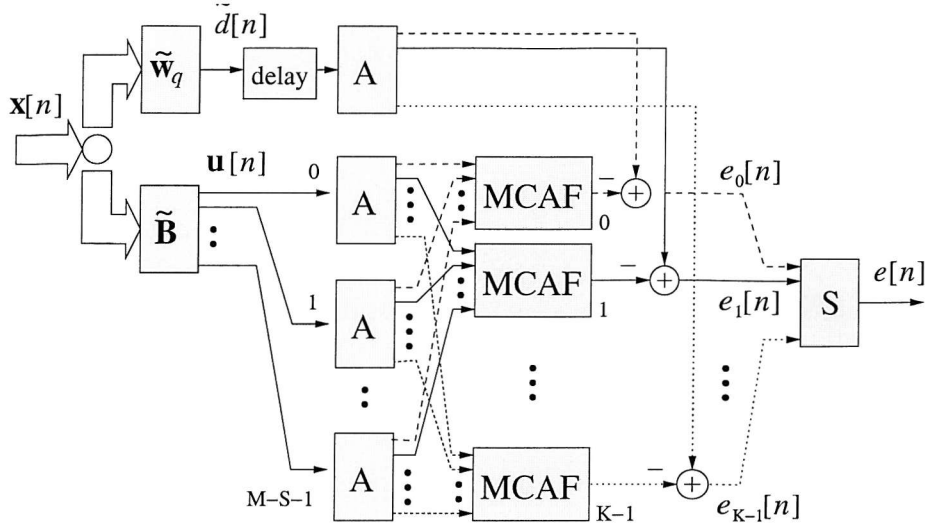 d̃[n]
w̃q
delay
A
x[n]
u[n]
0
A
MCAF
−
+
e0[n]
0
B̃
MCAF
−
+
e[n]
1
A
1
e1[n]
S
A
M−S−1
MCAF
−
+
K−1
eK-1[n]